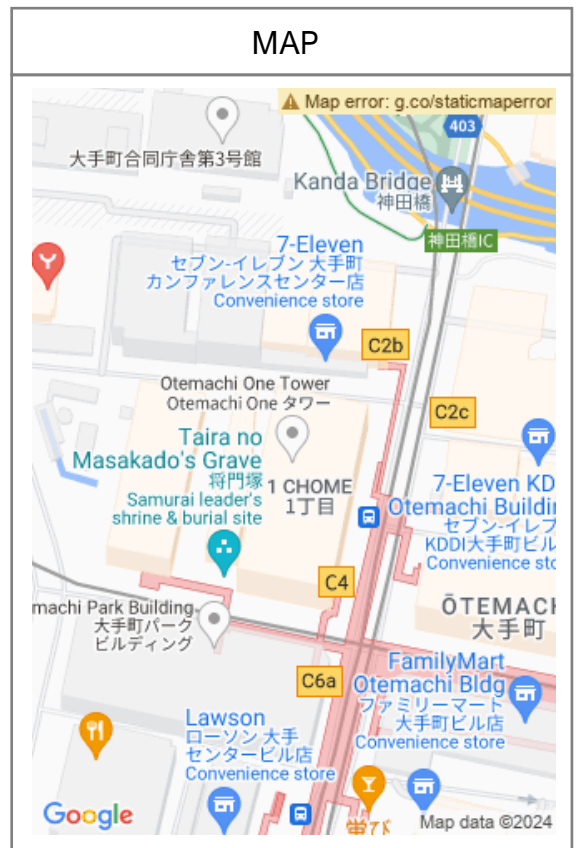 MAP
Map error: g.co/staticmaperror
403
大手町合同庁舎第3号館
Kanda Bridge
神田橋
神田橋IC
7-Eleven
セブン-イレブン 大手町
カンファレンスセンター店
Convenience store
C2b
Otemachi One Tower
Otemachi One タワー
C2c
Taira no
Masakado's Grave
将門塚
Samurai leader's
shrine & burial site
1 CHOME
1丁目
7-Eleven KD
Otemachi Buildi
セブン-イレブ
KDDI大手町ビル
Convenience sto
C4
machi Park Building
大手町パーク
ビルディング
ŌTEMACH
大手町
C6a
FamilyMart
Otemachi Bldg
ファミリーマート
大手町ビル店
Convenience store
Lawson
ローソン 大手
センタービル店
Convenience store
Google
Map data ©2024